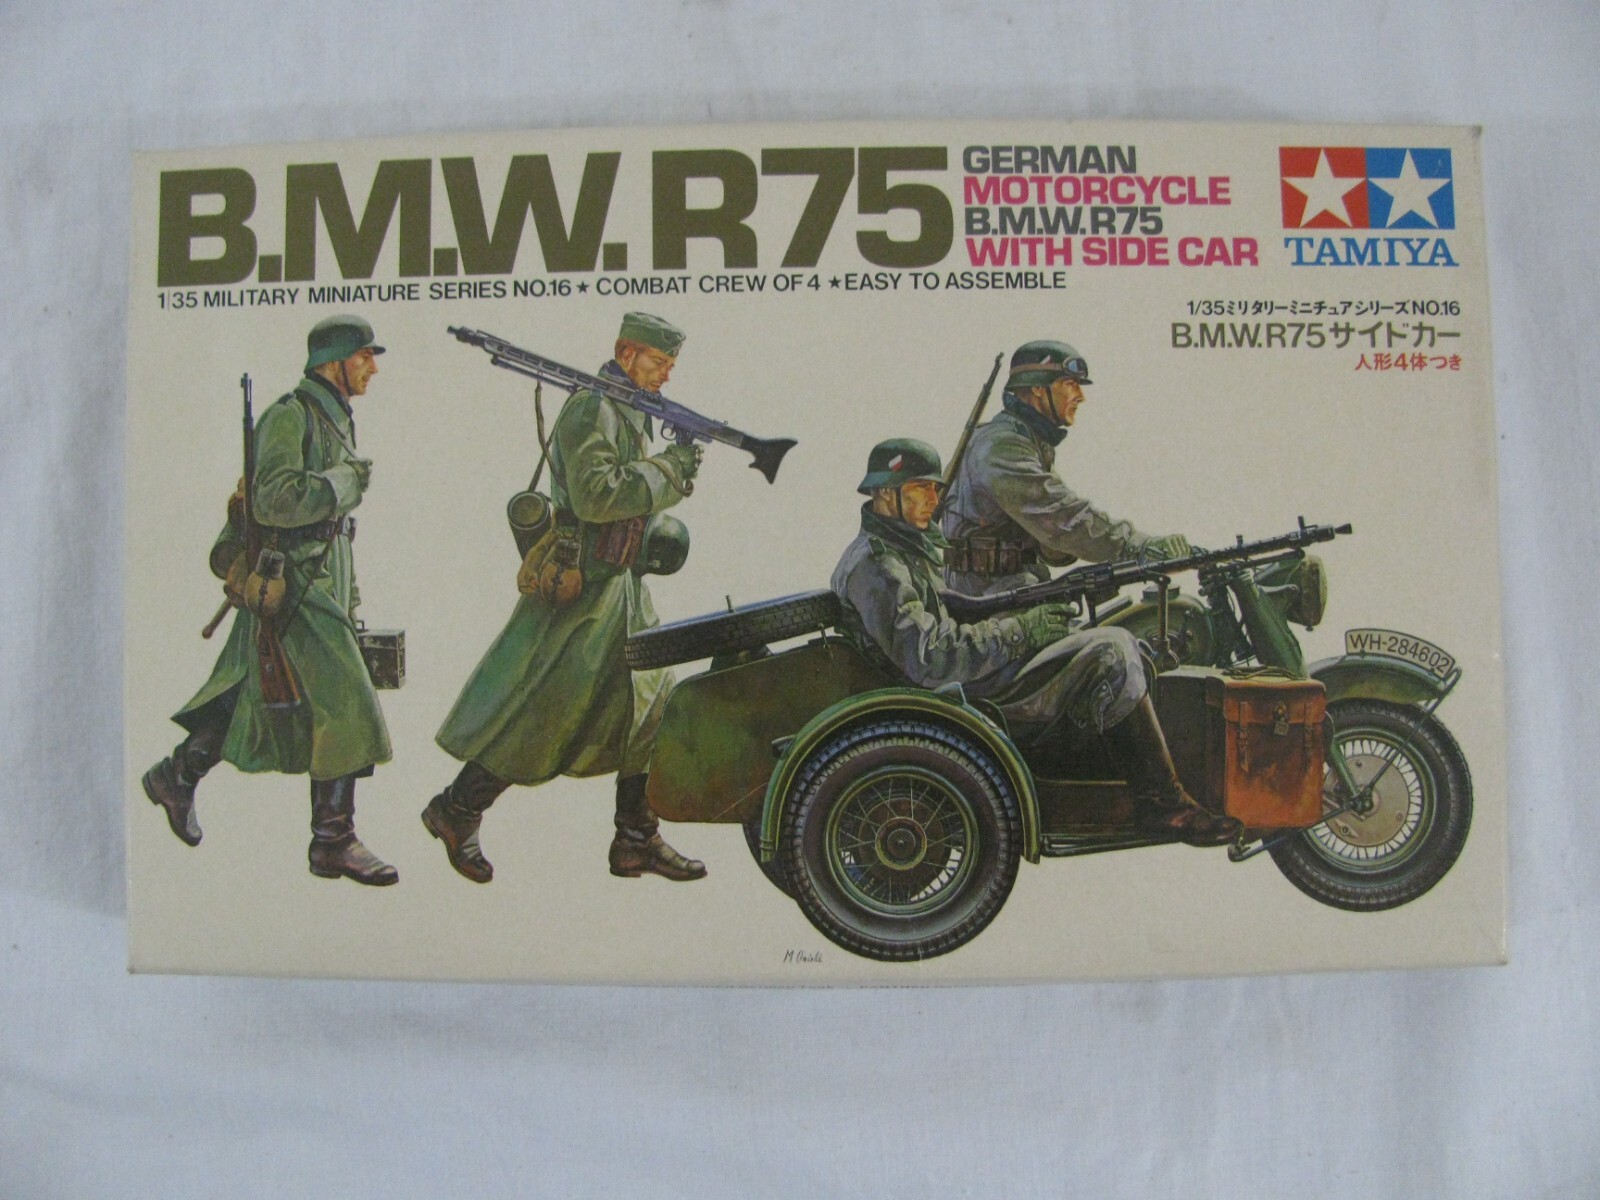 B.M.W. R75
GERMAN
MOTORCYCLE
B.M.W. R75
WITH SIDE CAR
TAMIYA
1/35 MILITARY MINIATURE SERIES NO.16 ★ COMBAT CREW OF 4 ★ EASY TO ASSEMBLE
1/35ミリタリーミニチュアシリーズNO.16
B.M.W.R75サイドカー
人形4体つき
WH-284602